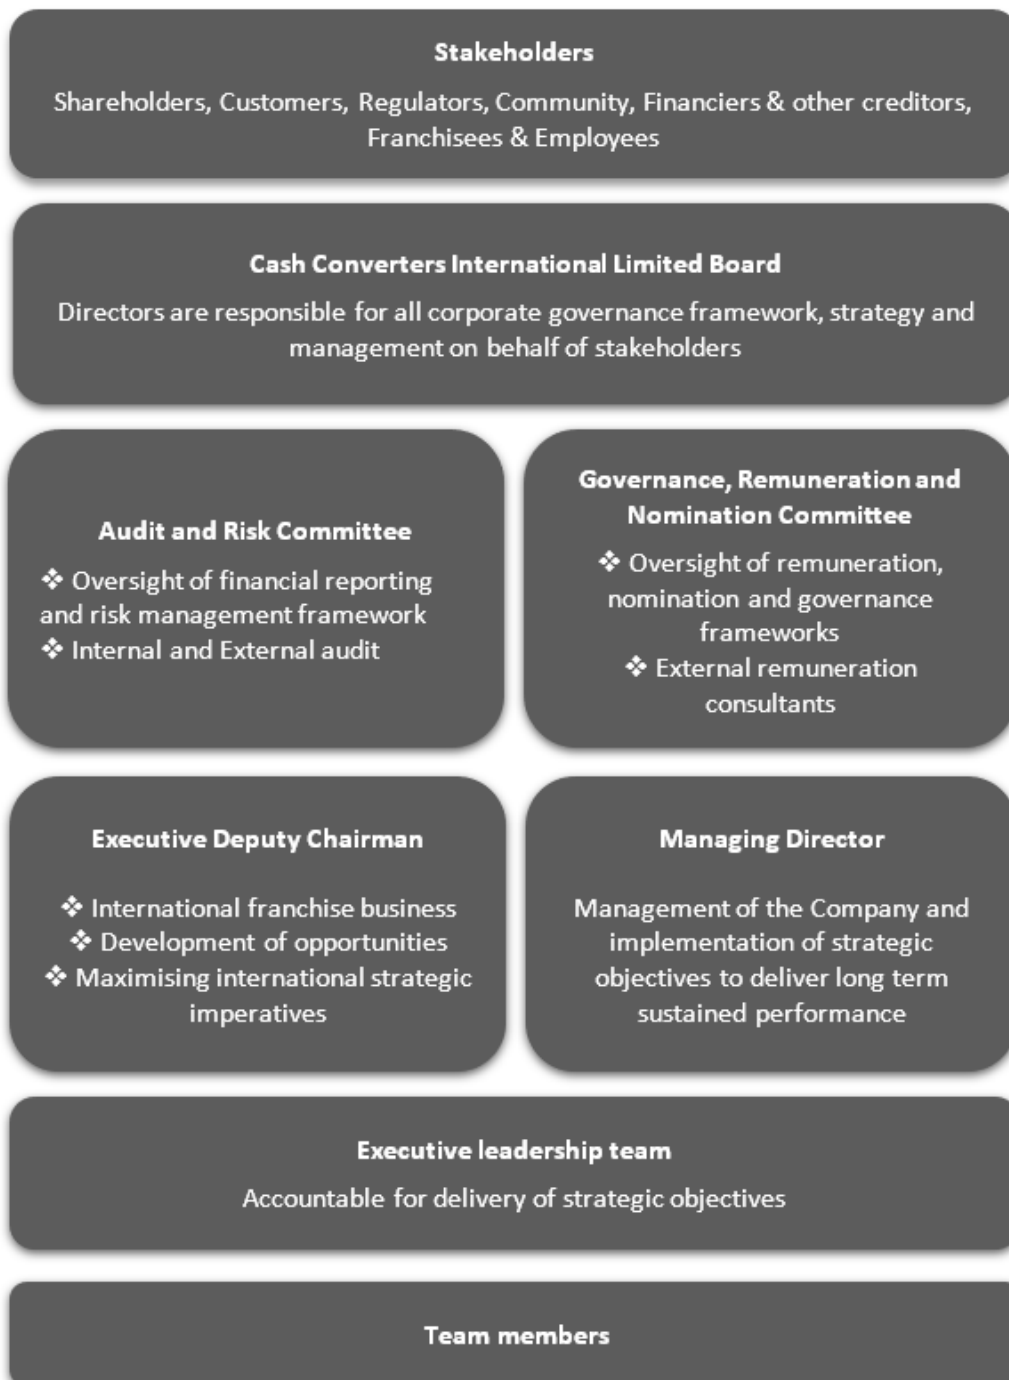 Stakeholders
Shareholders, Customers, Regulators, Community, Financiers & other creditors,
Franchisees & Employees
Cash Converters International Limited Board
Directors are responsible for all corporate governance framework, strategy and
management on behalf of stakeholders
Audit and Risk Committee
❖ Oversight of financial reporting
and risk management framework
❖ Internal and External audit
Governance, Remuneration and
Nomination Committee
❖ Oversight of remuneration,
nomination and governance
frameworks
❖ External remuneration
consultants
Executive Deputy Chairman
❖ International franchise business
❖ Development of opportunities
❖ Maximising international strategic
imperatives
Managing Director
Management of the Company and
implementation of strategic
objectives to deliver long term
sustained performance
Executive leadership team
Accountable for delivery of strategic objectives
Team members